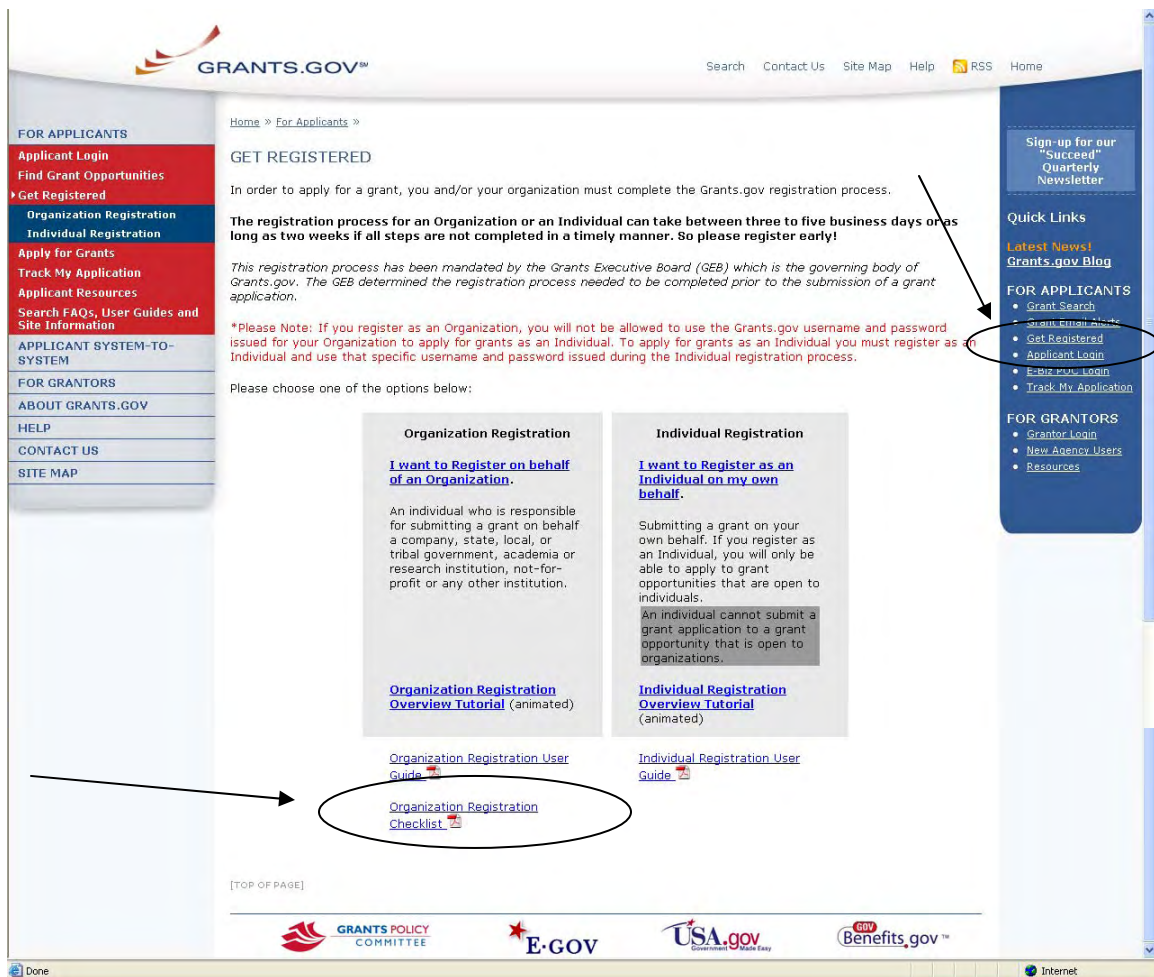 GRANTS.GOV℠
Search Contact Us Site Map Help RSS Home
FOR APPLICANTS
Applicant Login
Find Grant Opportunities
Get Registered
Organization Registration
Individual Registration
Apply for Grants
Track My Application
Applicant Resources
Search FAQs, User Guides and
Site Information
APPLICANT SYSTEM-TO-
SYSTEM
FOR GRANTORS
ABOUT GRANTS.GOV
HELP
CONTACT US
SITE MAP
Home » For Applicants »
GET REGISTERED
In order to apply for a grant, you and/or your organization must complete the Grants.gov registration process.
The registration process for an Organization or an Individual can take between three to five business days or as
long as two weeks if all steps are not completed in a timely manner. So please register early!
This registration process has been mandated by the Grants Executive Board (GEB) which is the governing body of
Grants.gov. The GEB determined the registration process needed to be completed prior to the submission of a grant
application.
*Please Note: If you register as an Organization, you will not be allowed to use the Grants.gov username and password
issued for your Organization to apply for grants as an Individual. To apply for grants as an Individual you must register as an
Individual and use that specific username and password issued during the Individual registration process.
Please choose one of the options below:
Organization Registration
I want to Register on behalf
of an Organization.
An individual who is responsible
for submitting a grant on behalf
a company, state, local, or
tribal government, academia or
research institution, not-for-
profit or any other institution.
Organization Registration
Overview Tutorial (animated)
Organization Registration User
Guide
Organization Registration
Checklist
Individual Registration
I want to Register as an
Individual on my own
behalf.
Submitting a grant on your
own behalf. If you register as
an Individual, you will only be
able to apply to grant
opportunities that are open to
individuals.
An individual cannot submit a
grant application to a grant
opportunity that is open to
organizations.
Individual Registration
Overview Tutorial
(animated)
Individual Registration User
Guide
[TOP OF PAGE]
Sign-up for our
"Succeed"
Quarterly
Newsletter
Quick Links
Latest News!
Grants.gov Blog
FOR APPLICANTS
Grant Search
Grant Email Alerts
Get Registered
Applicant Login
E-Biz POC Login
Track My Application
FOR GRANTORS
Grantor Login
New Agency Users
Resources
GRANTS POLICY
COMMITTEE
E·GOV
USA.gov
Government Made Easy
GOV
Benefits.gov ™
Done
Internet